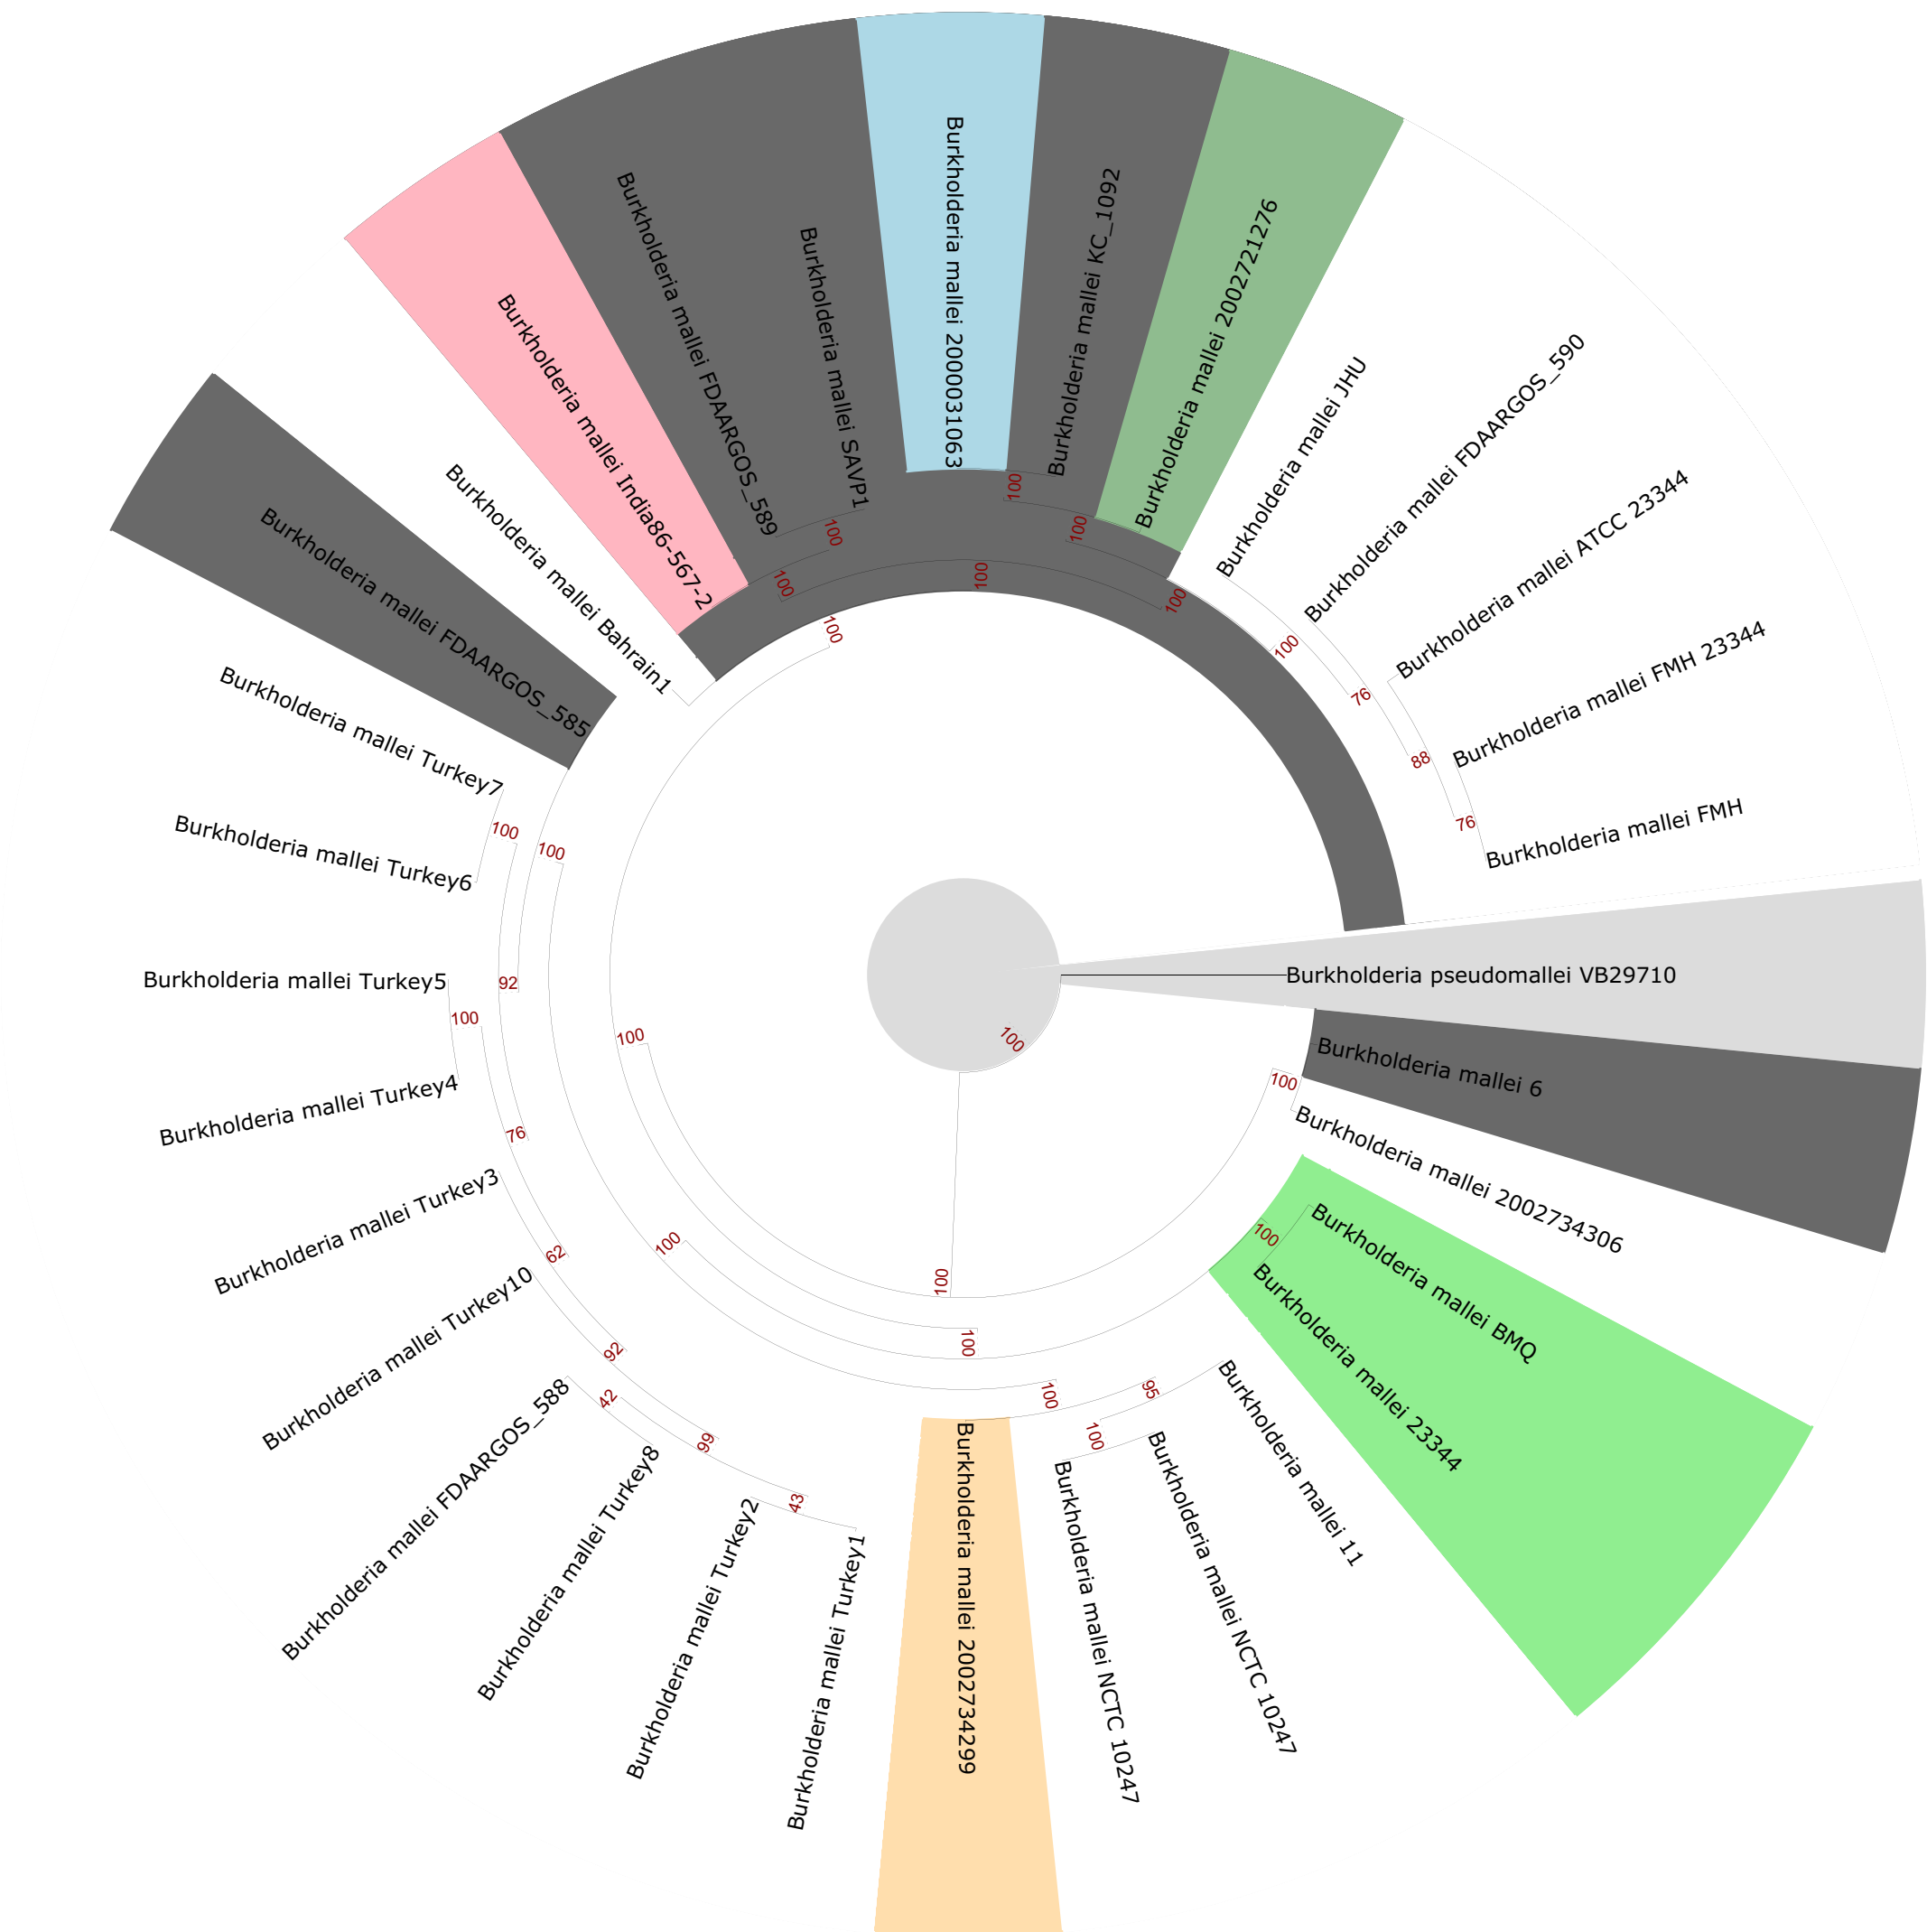 Burkholderia mallei 2000031063
Burkholderia mallei KC_1092
Burkholderia mallei 2002721276
Burkholderia mallei JHU
Burkholderia mallei FDAARGOS_590
Burkholderia mallei ATCC 23344
Burkholderia mallei FMH 23344
Burkholderia mallei FMH
Burkholderia pseudomallei VB29710
Burkholderia mallei 6
Burkholderia mallei 2002734306
Burkholderia mallei BMQ
Burkholderia mallei 23344
Burkholderia mallei 11
Burkholderia mallei NCTC 10247
Burkholderia mallei NCTC 10247
Burkholderia mallei 2002734299
Burkholderia mallei Turkey1
Burkholderia mallei Turkey2
Burkholderia mallei Turkey8
Burkholderia mallei FDAARGOS_588
Burkholderia mallei Turkey10
Burkholderia mallei Turkey3
Burkholderia mallei Turkey4
Burkholderia mallei Turkey5
Burkholderia mallei Turkey6
Burkholderia mallei Turkey7
Burkholderia mallei FDAARGOS_585
Burkholderia mallei Bahrain1
Burkholderia mallei India86-567-2
Burkholderia mallei FDAARGOS_589
Burkholderia mallei SAVP1
100
100
100
100
100
100
100
100
100
76
88
76
100
100
100
100
100
92
100
76
62
92
42
99
43
100
100
100
100
95
100
100
100